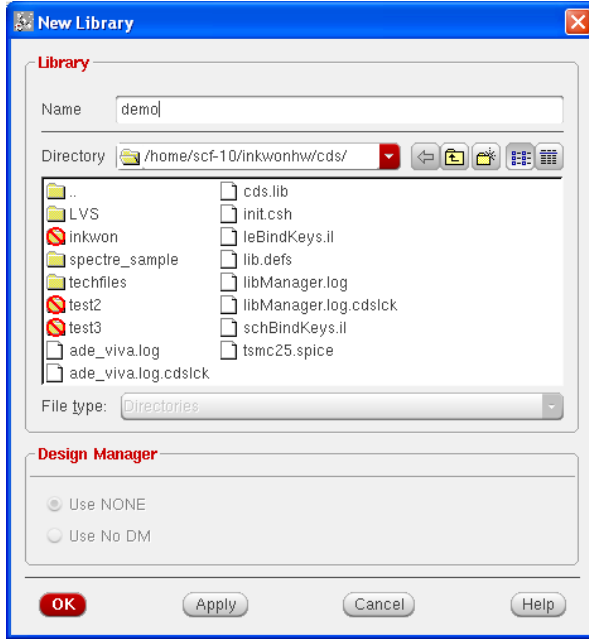 New Library
Library
Name demo
Directory /home/scf-10/inkwonhw/cds/
.. cds.lib
LVS init.csh
inkwon leBindKeys.il
spectre_sample lib.defs
techfiles libManager.log
test2 libManager.log.cdslck
test3 schBindKeys.il
ade_viva.log tsmc25.spice
ade_viva.log.cdslck
File type: Directories
Design Manager
Use NONE
Use No DM
OK Apply Cancel Help